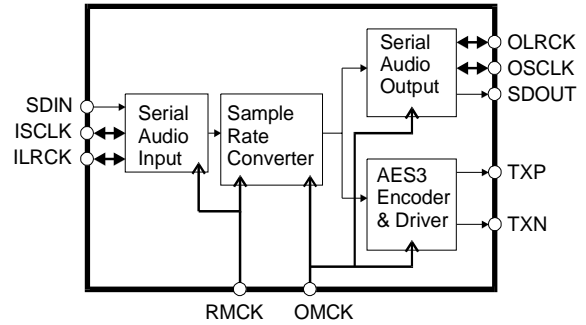 SDIN
ISCLK
ILRCK
Serial
Audio
Input
Sample
Rate
Converter
Serial
Audio
Output
AES3
Encoder
& Driver
OLRCK
OSCLK
SDOUT
TXP
TXN
RMCK
OMCK